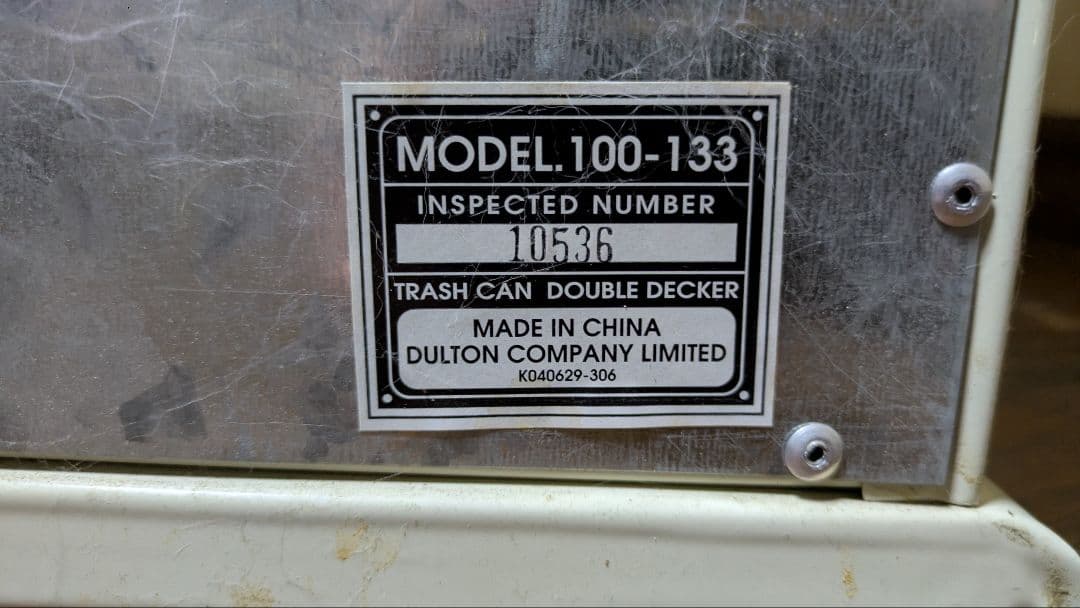 MODEL.100-133
INSPECTED NUMBER
10536
TRASH CAN DOUBLE DECKER
MADE IN CHINA
DULTON COMPANY LIMITED
K040629-306